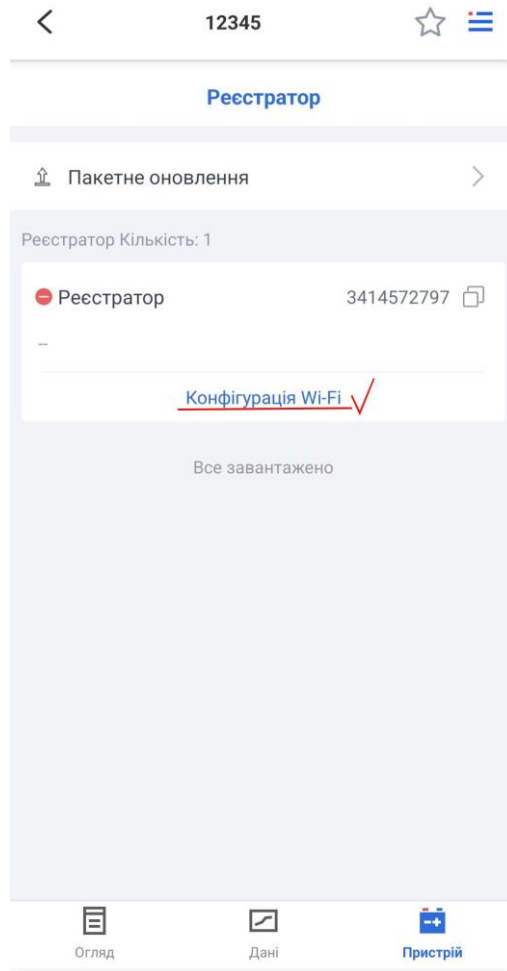 12345
Реєстратор
Пакетне оновлення
Реєстратор Кількість: 1
Реєстратор 3414572797
--
Конфігурація Wi-Fi
Все завантажено
Огляд Дані Пристрій